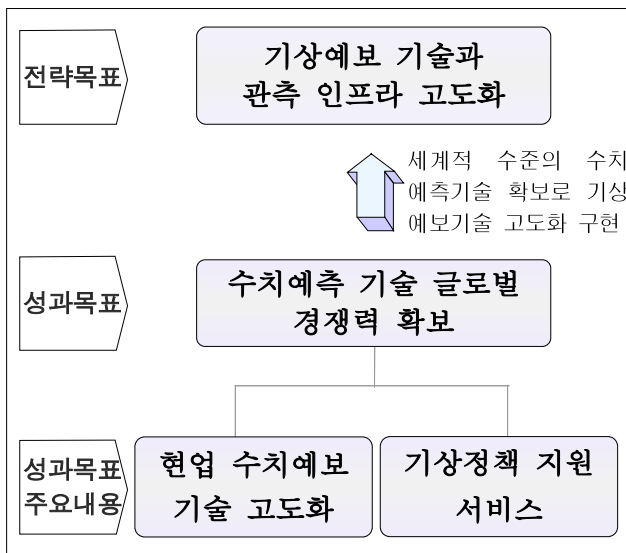 전략목표
기상예보 기술과
관측 인프라 고도화
세계적 수준의 수치
예측기술 확보로 기상
예보기술 고도화 구현
성과목표
수치예측 기술 글로벌
경쟁력 확보
성과목표
주요내용
현업 수치예보
기술 고도화
기상정책 지원
서비스